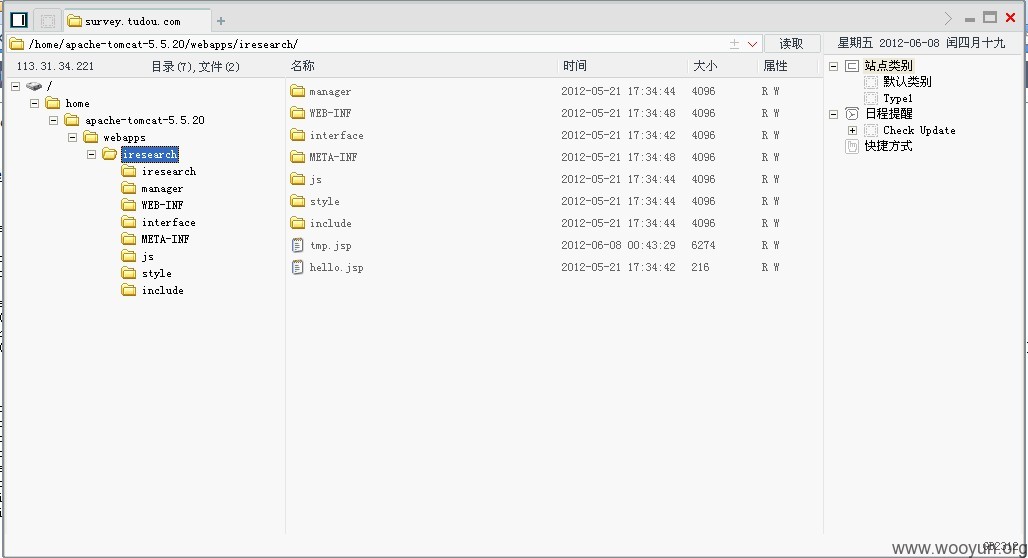 survey.tudou.com
/home/apache-tomcat-5.5.20/webapps/iresearch/
读取
星期五 2012-06-08 闰四月十九
113.31.34.221
目录(7),文件(2)
名称 时间 大小 属性
/
home
apache-tomcat-5.5.20
webapps
iresearch
iresearch
manager
WEB-INF
interface
META-INF
js
style
include
manager 2012-05-21 17:34:44 4096 R W
WEB-INF 2012-05-21 17:34:48 4096 R W
interface 2012-05-21 17:34:42 4096 R W
META-INF 2012-05-21 17:34:48 4096 R W
js 2012-05-21 17:34:44 4096 R W
style 2012-05-21 17:34:44 4096 R W
include 2012-05-21 17:34:44 4096 R W
tmp.jsp 2012-06-08 00:43:29 6274 R W
hello.jsp 2012-05-21 17:34:42 216 R W
站点类别
默认类别
Type1
日程提醒
Check Update
快捷方式
GB2312
www.wooyun.org